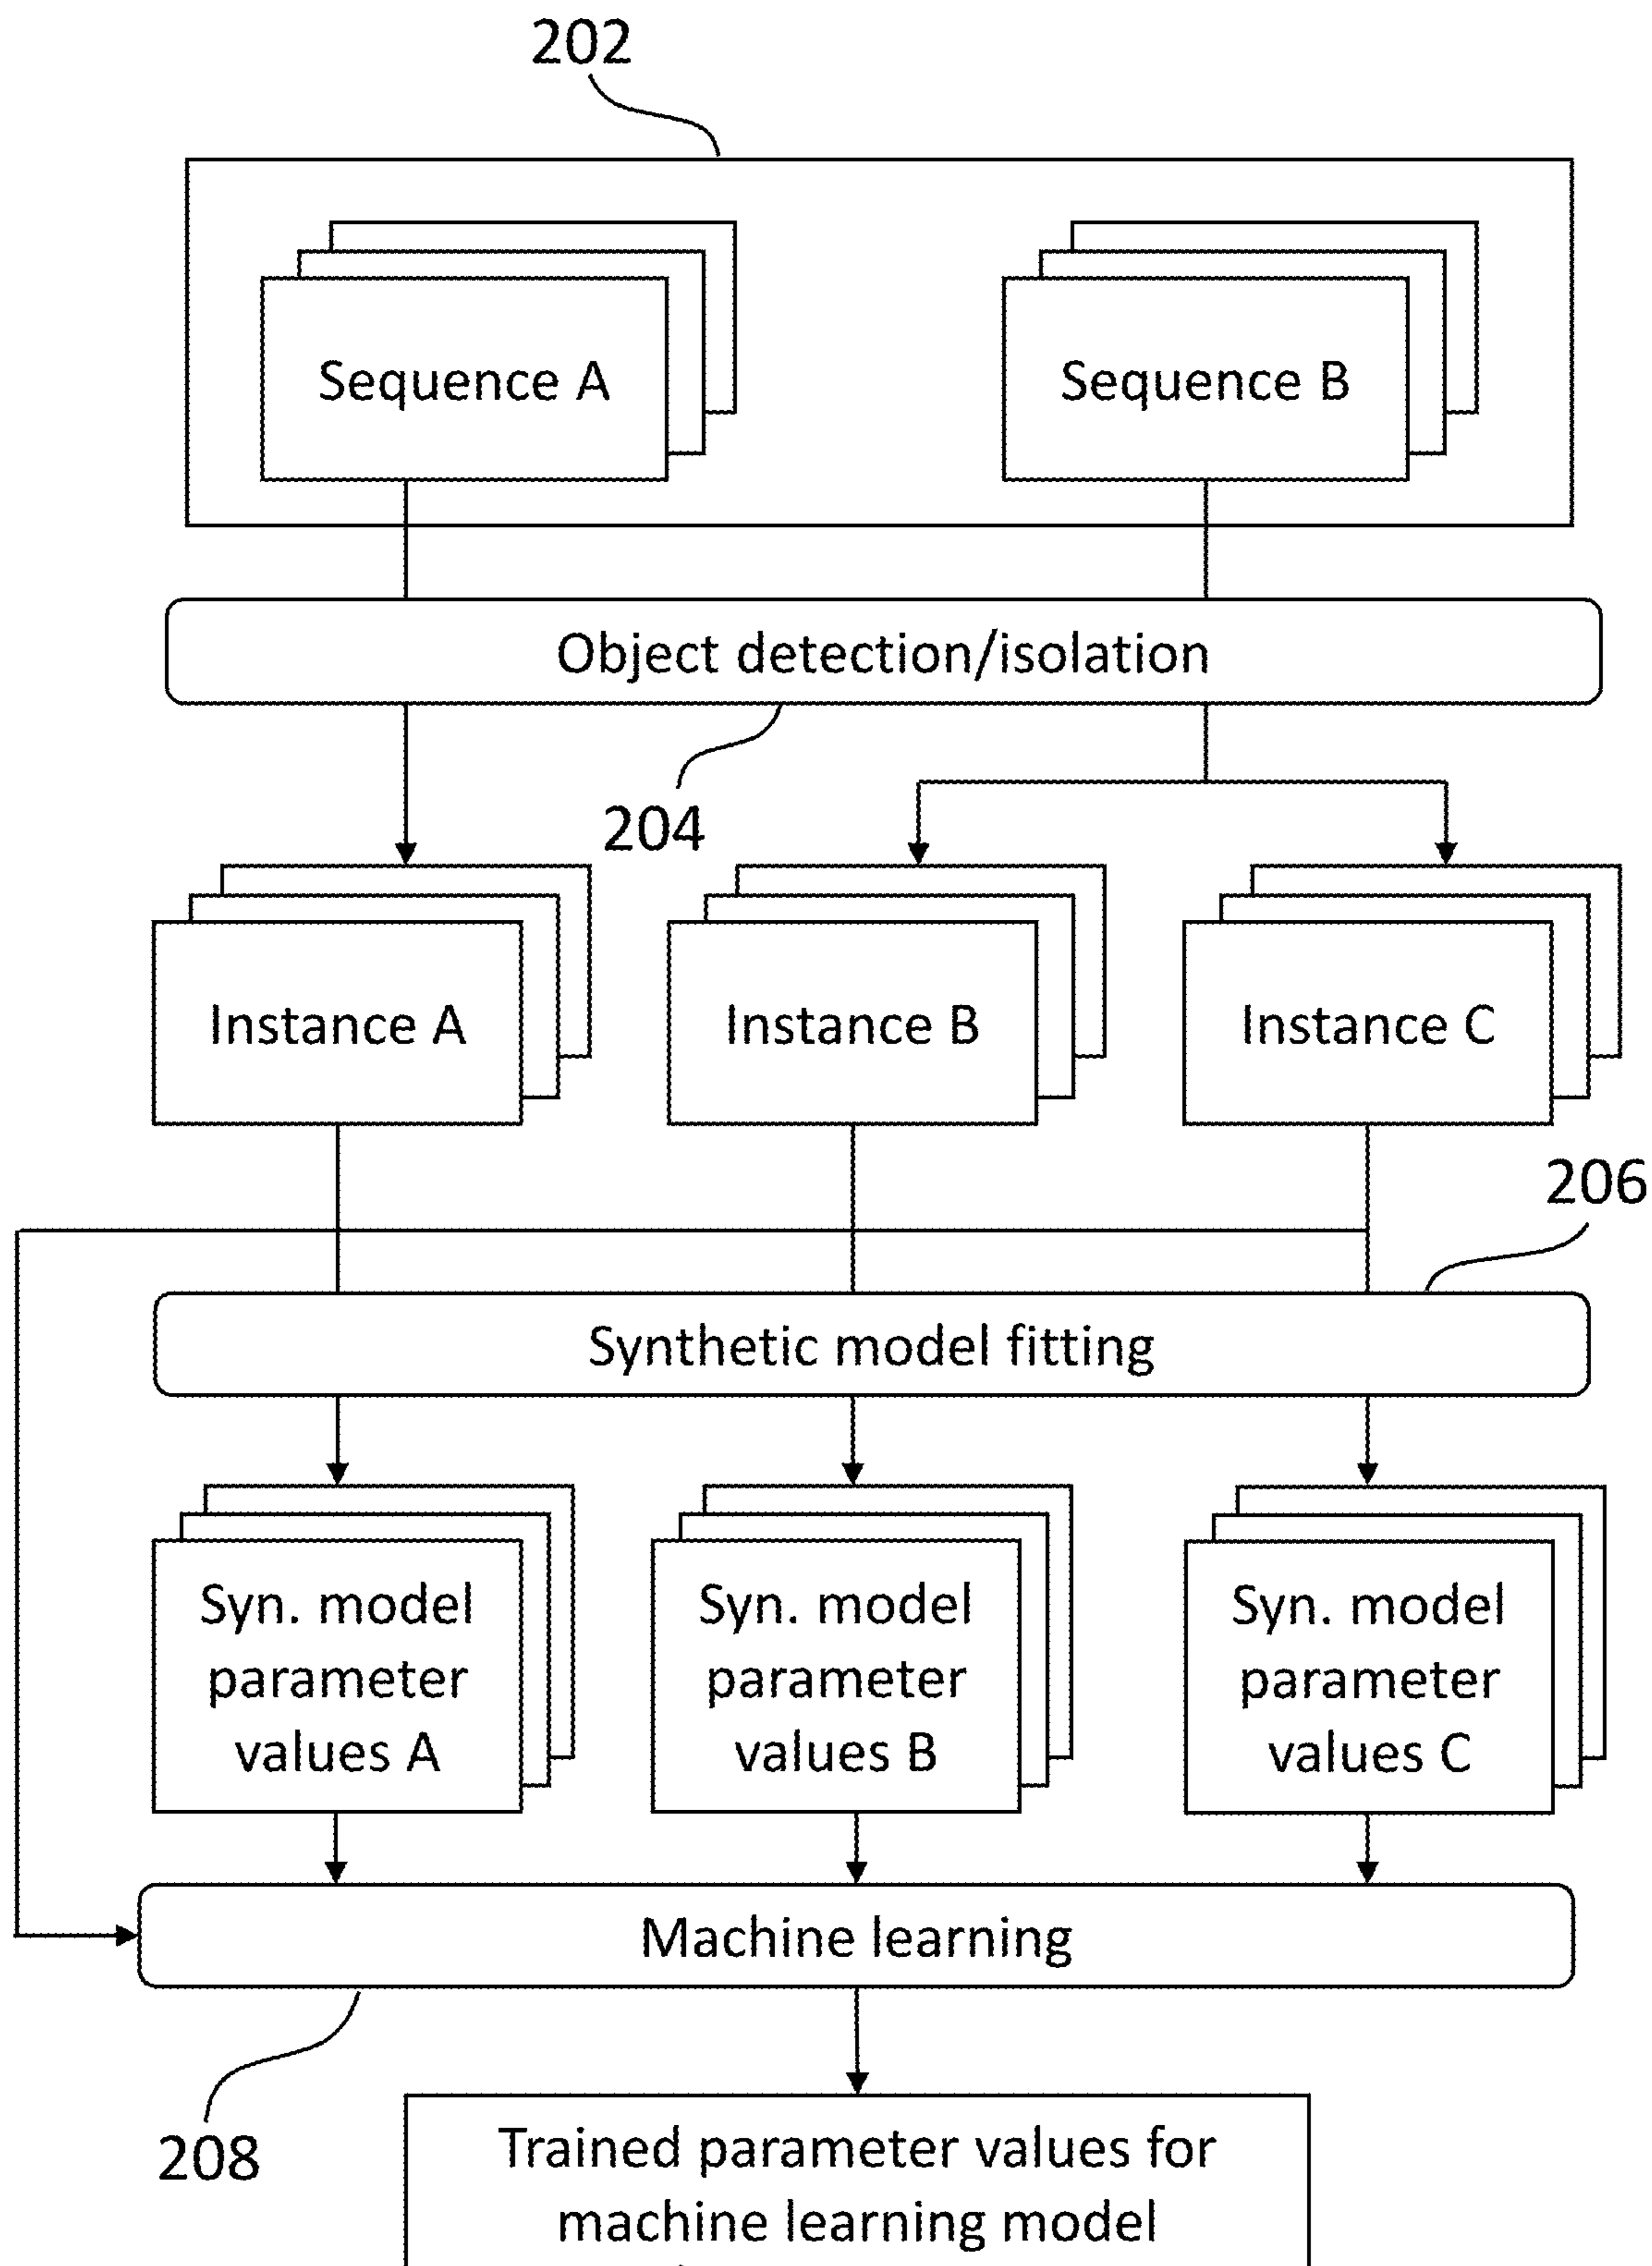 202
Sequence A
Sequence B
Object detection/isolation
204
Instance A
Instance B
Instance C
206
Synthetic model fitting
Syn. model
parameter
values A
Syn. model
parameter
values B
Syn. model
parameter
values C
Machine learning
208
Trained parameter values for
machine learning model